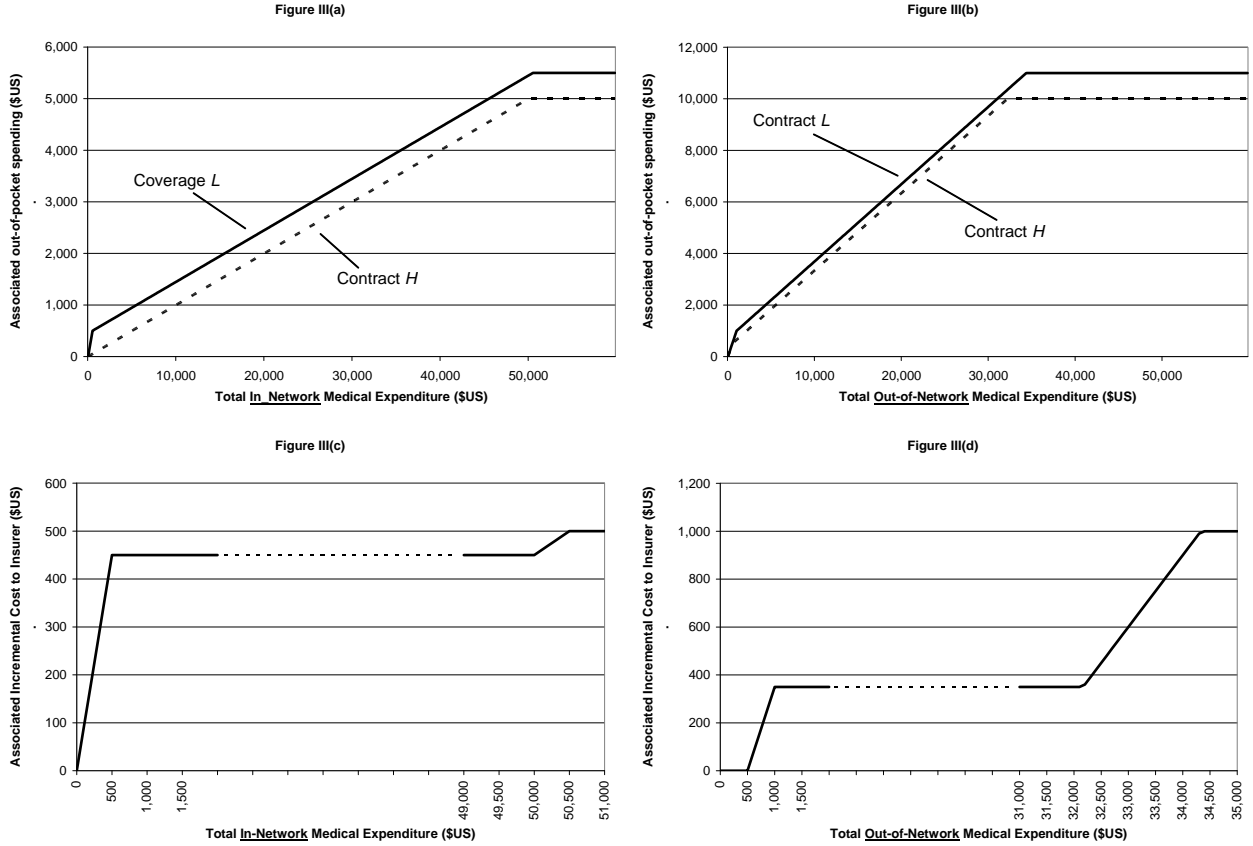 Figure III(a)
6,000
5,000
4,000
3,000
2,000
1,000
0
Associated out-of-pocket spending ($US)
Coverage L
Contract H
0 10,000 20,000 30,000 40,000 50,000
Total In_Network Medical Expenditure ($US)
Figure III(b)
12,000
10,000
8,000
6,000
4,000
2,000
0
Associated out-of-pocket spending ($US)
Contract L
Contract H
0 10,000 20,000 30,000 40,000 50,000
Total Out-of-Network Medical Expenditure ($US)
Figure III(c)
600
500
400
300
200
100
0
Associated Incremental Cost to Insurer ($US)
0 500 1,000 1,500 49,000 49,500 50,000 50,500 51,000
Total In-Network Medical Expenditure ($US)
Figure III(d)
1,200
1,000
800
600
400
200
0
Associated Incremental Cost to Insurer ($US)
0 500 1,000 1,500 31,000 31,500 32,000 32,500 33,000 33,500 34,000 34,500 35,000
Total Out-of-Network Medical Expenditure ($US)